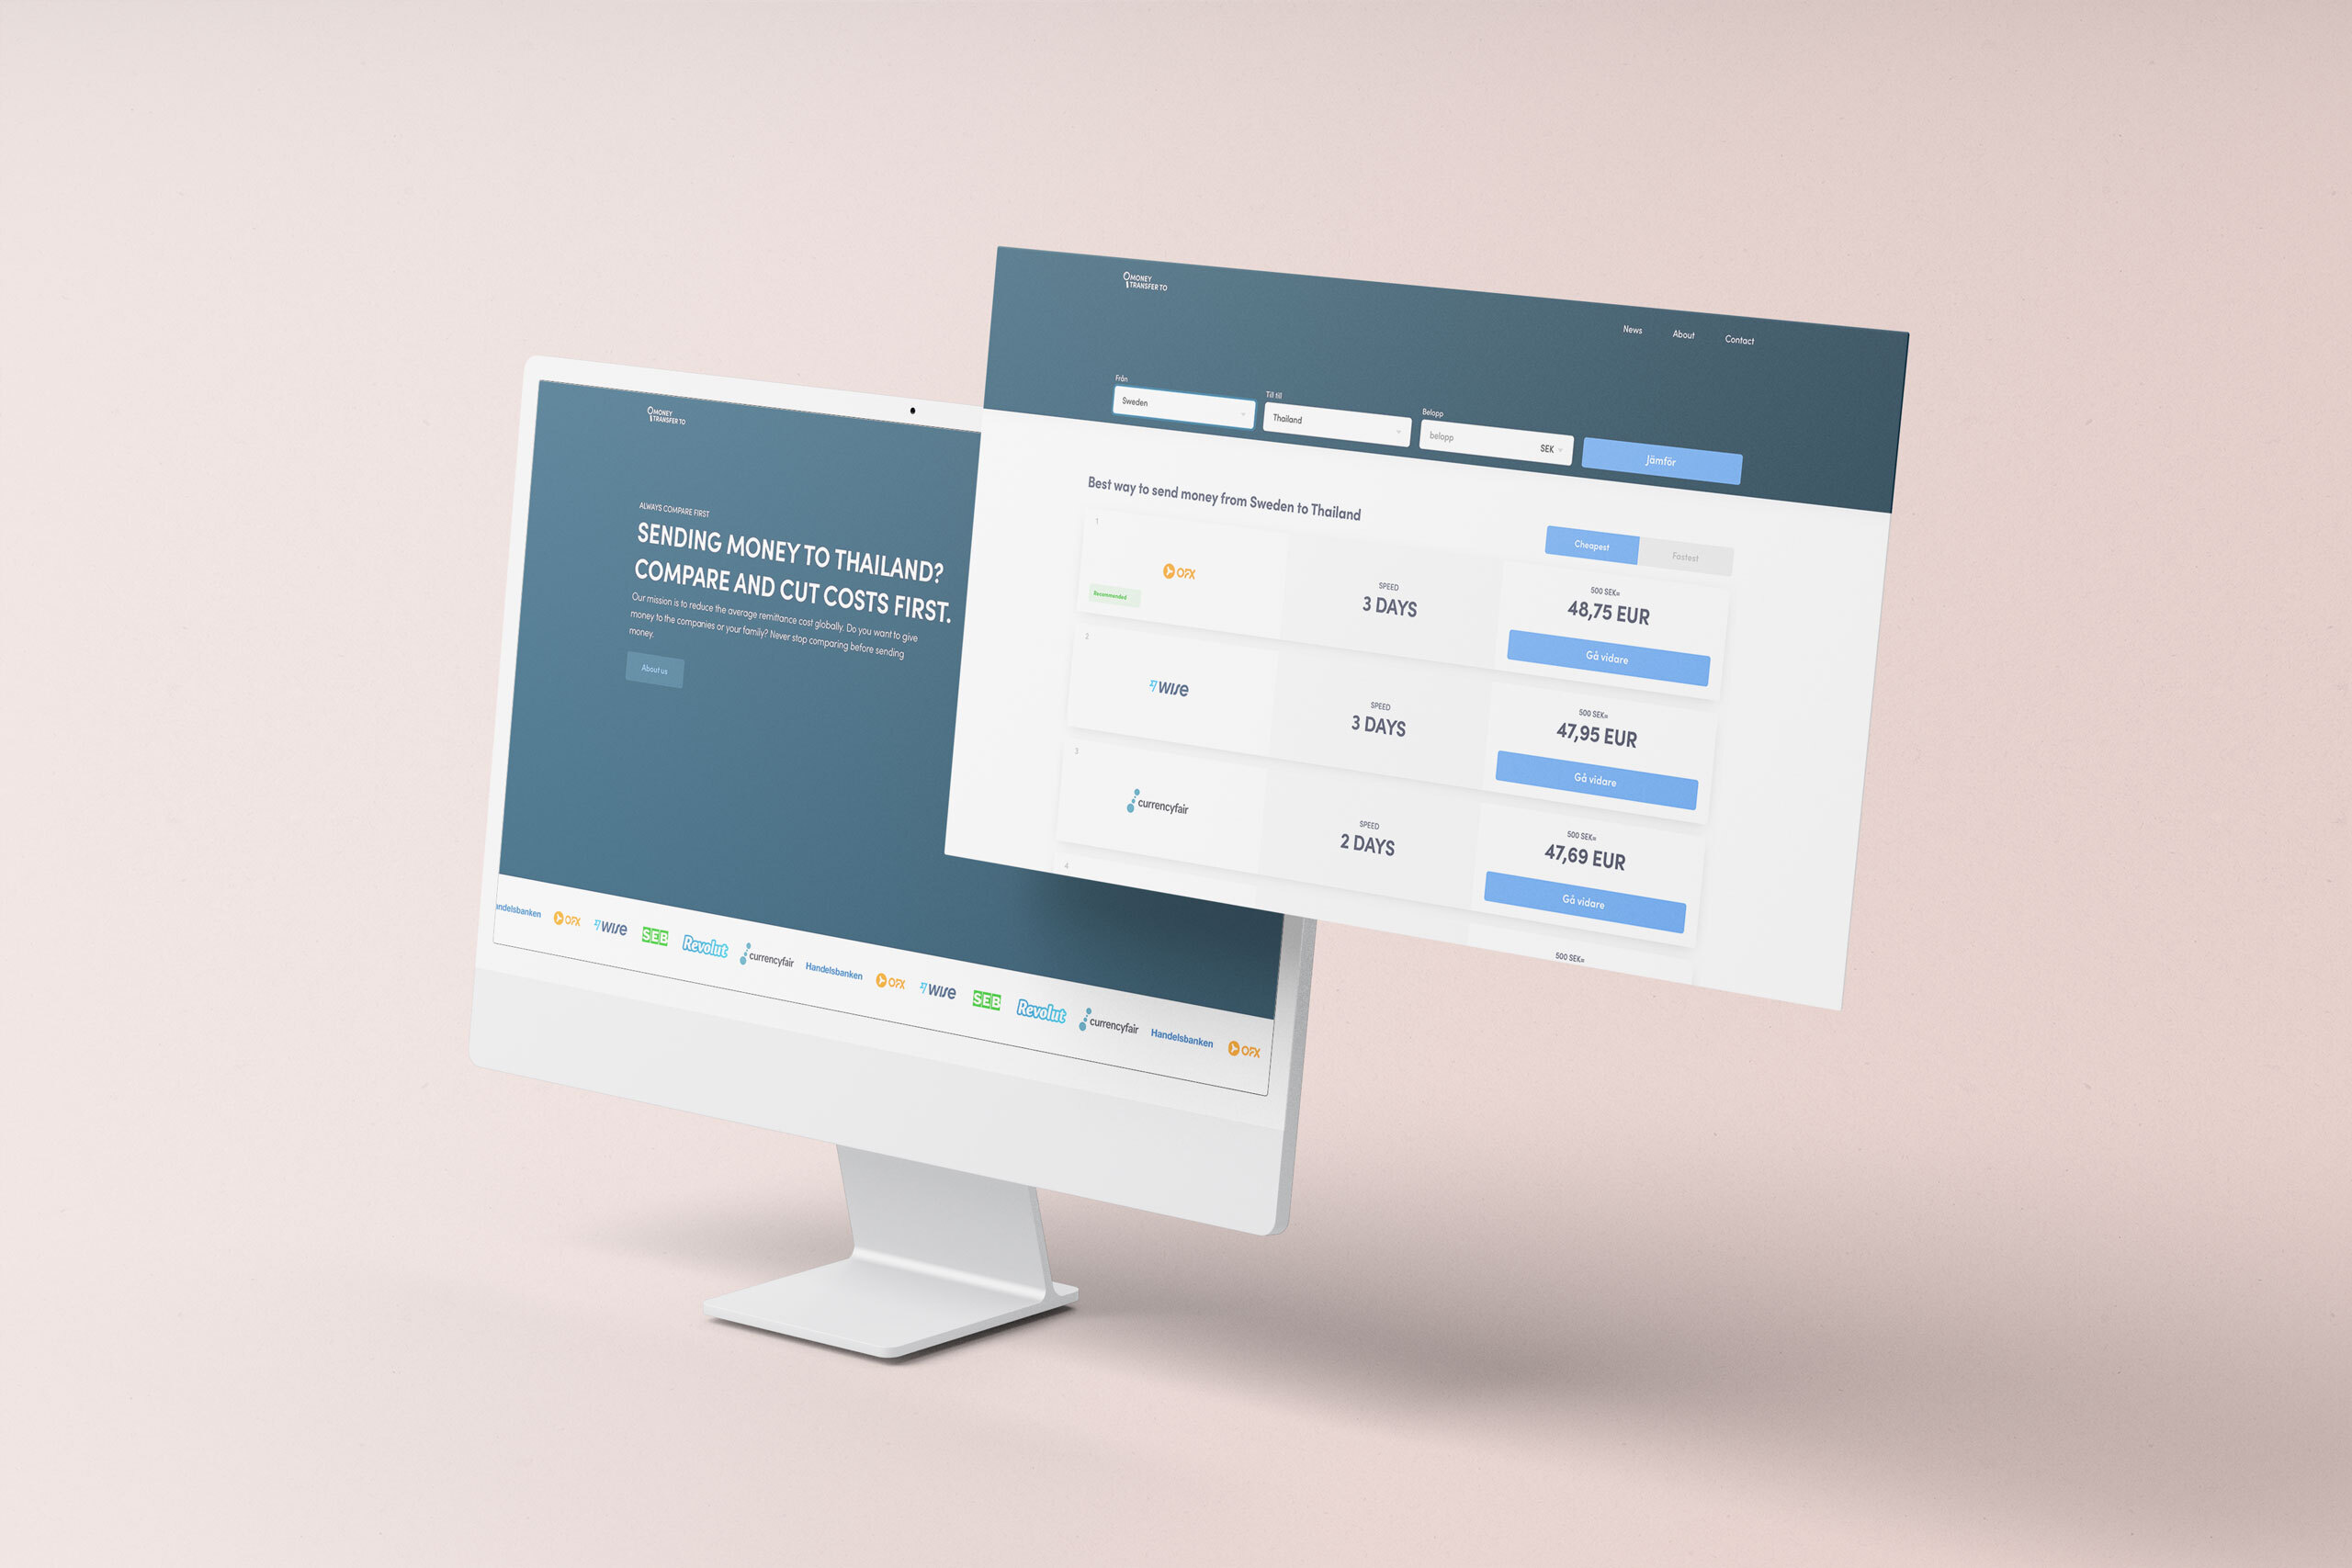 MONEY
TRANSFER TO
ALWAYS COMPARE FIRST
SENDING MONEY TO THAILAND?
COMPARE AND CUT COSTS FIRST.
Our mission is to reduce the average remittance cost globally. Do you want to give
money to the companies or your family? Never stop comparing before sending
money.
About us
andelsbanken OFX WISE SEB Revolut currencyfair Handelsbanken OFX WISE SEB Revolut currencyfair Handelsbanken OFX
MONEY
TRANSFER TO
News About Contact
Från Till till Belopp
Sweden Thailand belopp SEK Jämför
Best way to send money from Sweden to Thailand
Cheapest Fastest
1
OFX
Recommended
SPEED
3 DAYS
500 SEK=
48,75 EUR
Gå vidare
2
WISE
SPEED
3 DAYS
500 SEK=
47,95 EUR
Gå vidare
3
currencyfair
SPEED
2 DAYS
500 SEK=
47,69 EUR
Gå vidare
4
500 SEK=